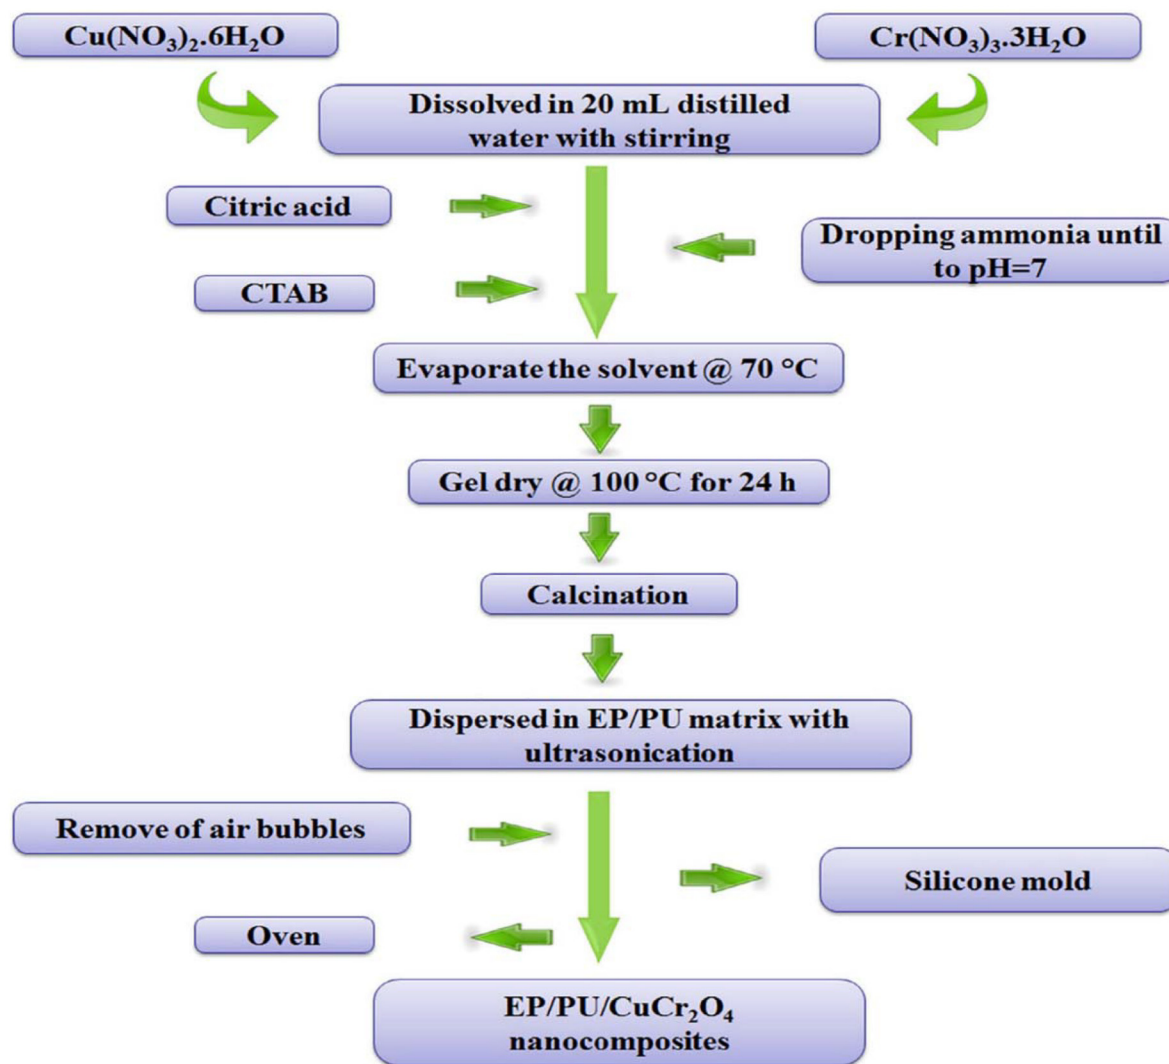 Cu(NO₃)₂.6H₂O
Cr(NO₃)₃.3H₂O
Dissolved in 20 mL distilled
water with stirring
Citric acid
Dropping ammonia until
to pH=7
CTAB
Evaporate the solvent @ 70 °C
Gel dry @ 100 °C for 24 h
Calcination
Dispersed in EP/PU matrix with
ultrasonication
Remove of air bubbles
Silicone mold
Oven
EP/PU/CuCr₂O₄
nanocomposites